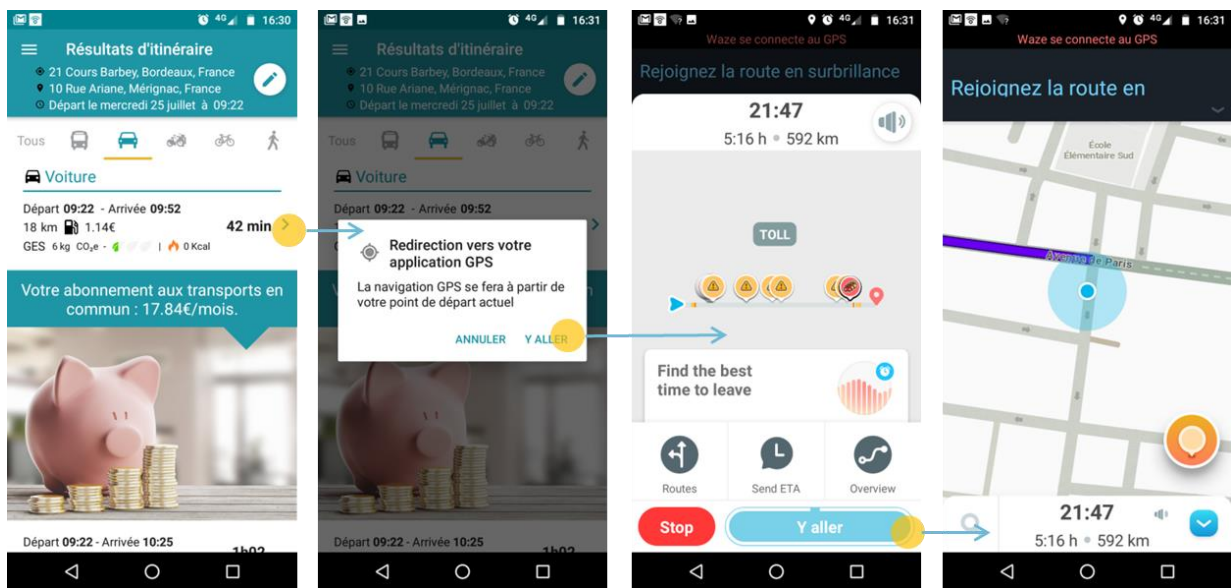 4G 16:30
Résultats d'itinéraire
21 Cours Barbey, Bordeaux, France
10 Rue Ariane, Mérignac, France
Départ le mercredi 25 juillet à 09:22
Tous
Voiture
Départ 09:22 - Arrivée 09:52
18 km 1.14€ 42 min
GES 6 kg CO₂e - | 0 Kcal
Votre abonnement aux transports en
commun : 17.84€/mois.
Départ 09:22 - Arrivée 10:25
1h02
4G 16:31
Résultats d'itinéraire
21 Cours Barbey, Bordeaux, France
10 Rue Ariane, Mérignac, France
Départ le mercredi 25 juillet à 09:22
Tous
Voiture
Départ 09:22 - Arrivée 09:52
Redirection vers votre
application GPS
La navigation GPS se fera à partir de
votre point de départ actuel
ANNULER Y ALLER
Départ 09:22 - Arrivée 10:25
1h02
4G 16:31
Waze se connecte au GPS
Rejoignez la route en surbrillance
21:47
5:16 h 592 km
TOLL
Find the best
time to leave
Routes Send ETA Overview
Stop Y aller
4G 16:31
Waze se connecte au GPS
Rejoignez la route en
École
Élémentaire Sud
Avenue de Paris
21:47
5:16 h 592 km